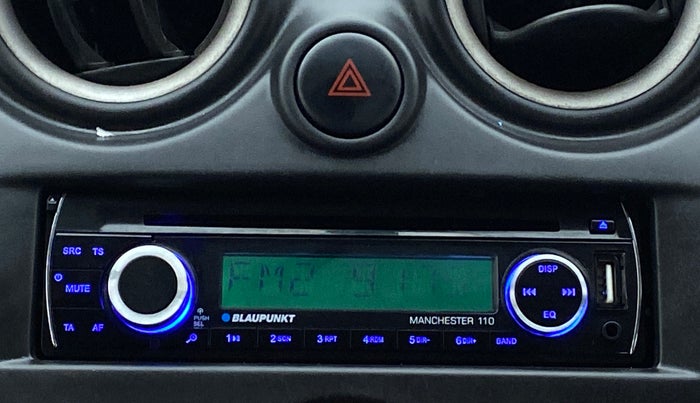 SRC TS
DISP
MUTE
FM2
PUSH
SEL
EQ
TA AF
BLAUPUNKT
MANCHESTER 110
1 2 SCN 3 RPT 4 RDM 5 DIR- 6 DIR+ BAND